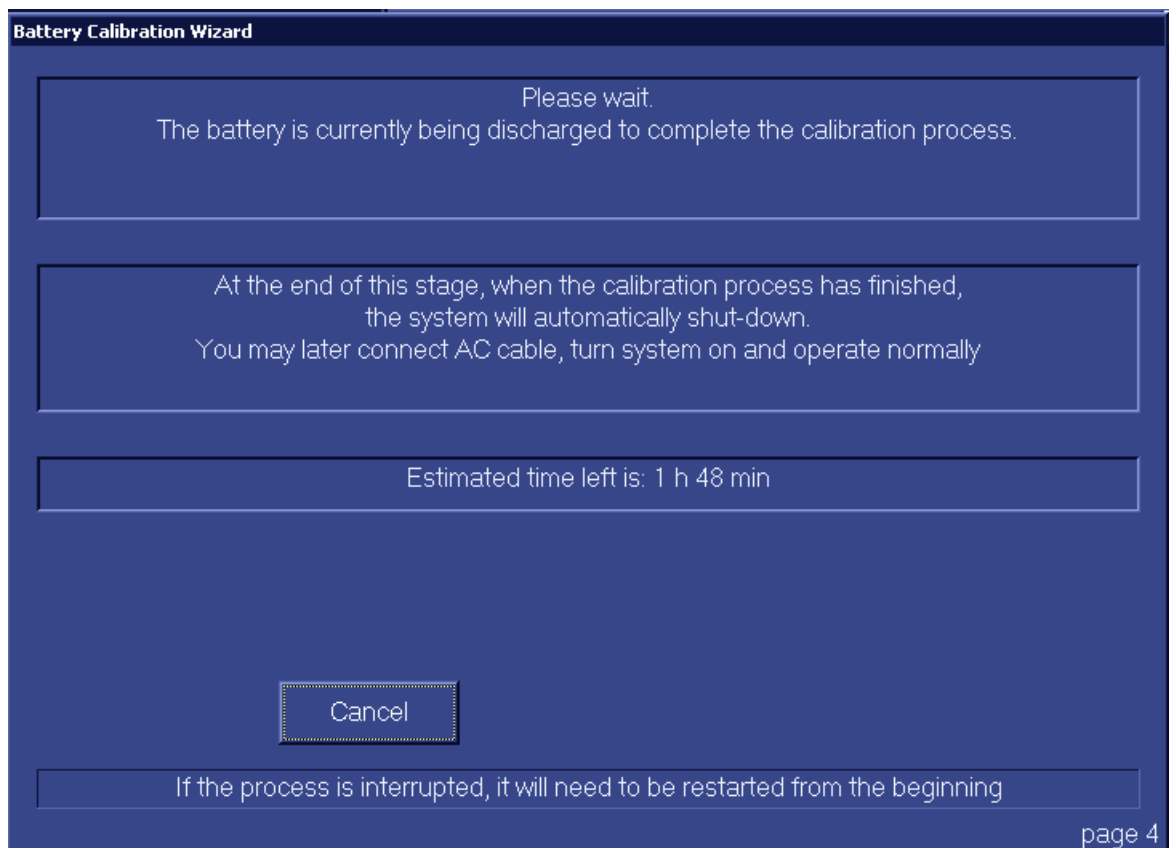 Battery Calibration Wizard
Please wait.
The battery is currently being discharged to complete the calibration process.
At the end of this stage, when the calibration process has finished,
the system will automatically shut-down.
You may later connect AC cable, turn system on and operate normally
Estimated time left is: 1 h 48 min
Cancel
If the process is interrupted, it will need to be restarted from the beginning
page 4